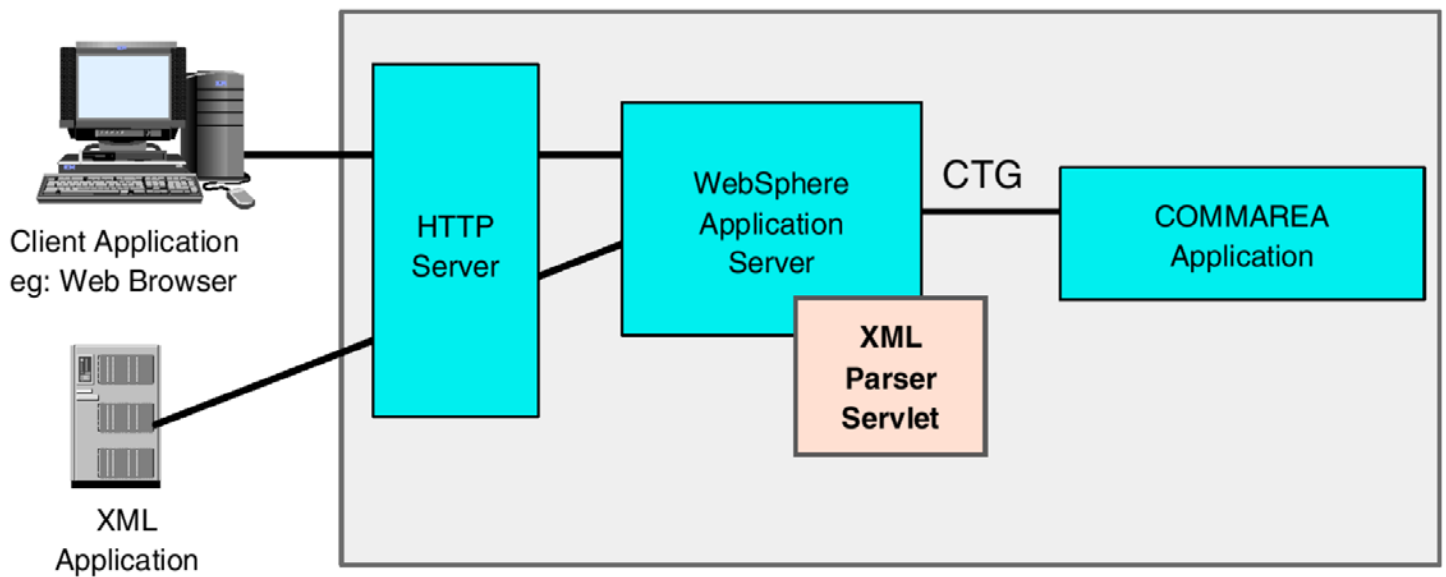 Client Application
eg: Web Browser
XML
Application
HTTP
Server
WebSphere
Application
Server
XML
Parser
Servlet
CTG
COMMAREA
Application